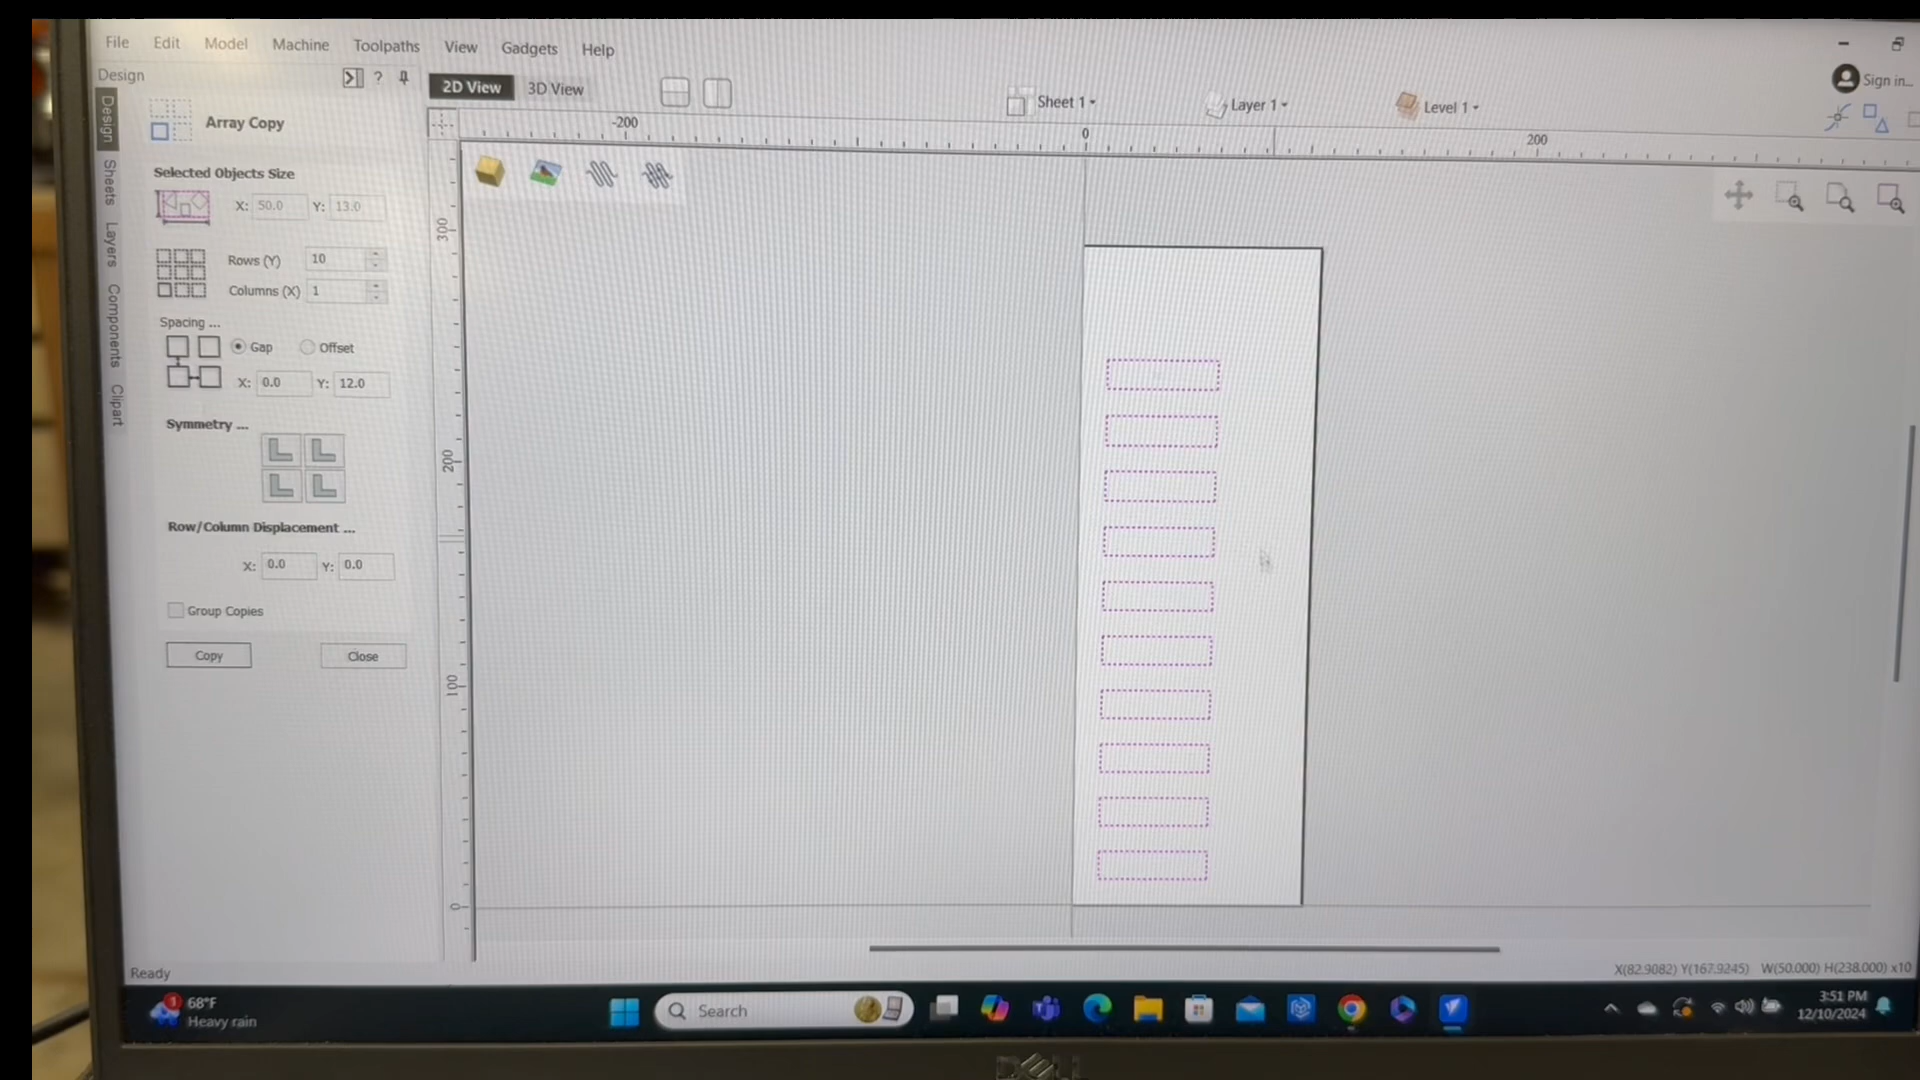 File Edit Model Machine Toolpaths View Gadgets Help
Design
? 2D View 3D View Sheet 1 Layer 1 Level 1 Sign in...
Design
Sheets
Layers
Components
Clipart
Array Copy
Selected Objects Size
X: 50.0 Y: 13.0
Rows (Y) 10
Columns (X) 1
Spacing ...
Gap Offset
X: 0.0 Y: 12.0
Symmetry ...
Row/Column Displacement ...
X: 0.0 Y: 0.0
Group Copies
Copy Close
-200 0 200
300
200
100
0
Ready
X(82.9082) Y(167.9245) W(50.000) H(238.000) x10
1 68°F
Heavy rain
Search
3:51 PM
12/10/2024
DELL